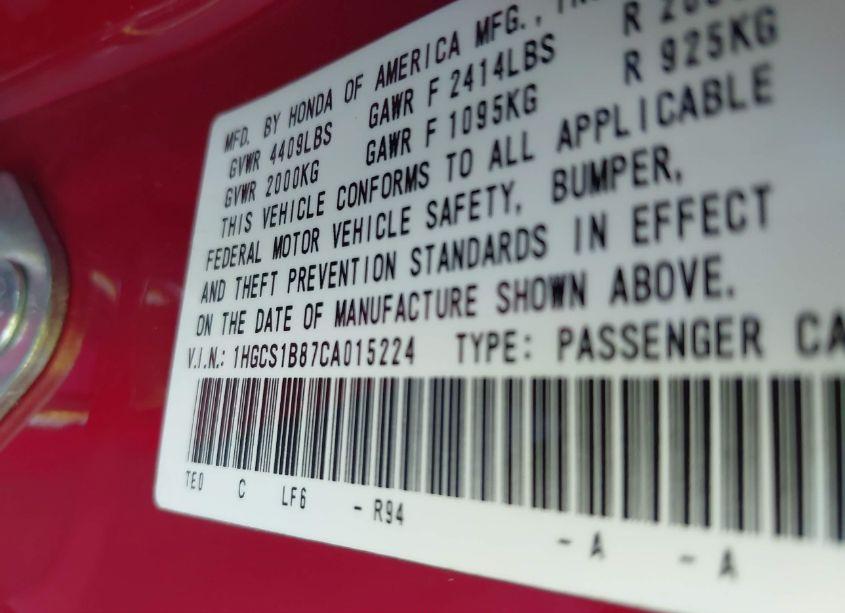 MFD. BY HONDA OF AMERICA MFG.,
GVWR 4409LBS GAWR F 2414LBS R
GVWR 2000KG GAWR F 1095KG R 925KG
THIS VEHICLE CONFORMS TO ALL APPLICABLE
FEDERAL MOTOR VEHICLE SAFETY, BUMPER,
AND THEFT PREVENTION STANDARDS IN EFFECT
ON THE DATE OF MANUFACTURE SHOWN ABOVE.
V.I.N.: 1HGCS1B87CA015224 TYPE: PASSENGER CA
TE0 C LF6 - R94 - A - A